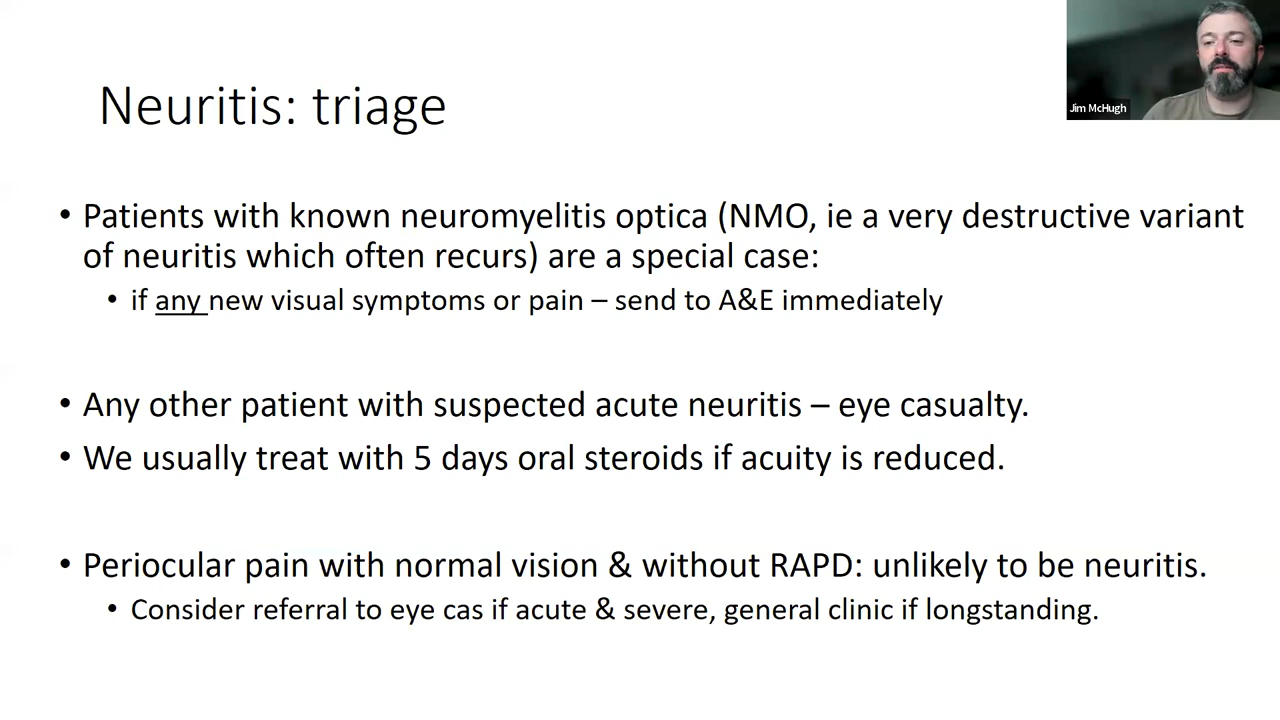 Jim McHugh
Neuritis: triage
• Patients with known neuromyelitis optica (NMO, ie a very destructive variant
of neuritis which often recurs) are a special case:
• if any new visual symptoms or pain – send to A&E immediately
• Any other patient with suspected acute neuritis – eye casualty.
• We usually treat with 5 days oral steroids if acuity is reduced.
• Periocular pain with normal vision & without RAPD: unlikely to be neuritis.
• Consider referral to eye cas if acute & severe, general clinic if longstanding.